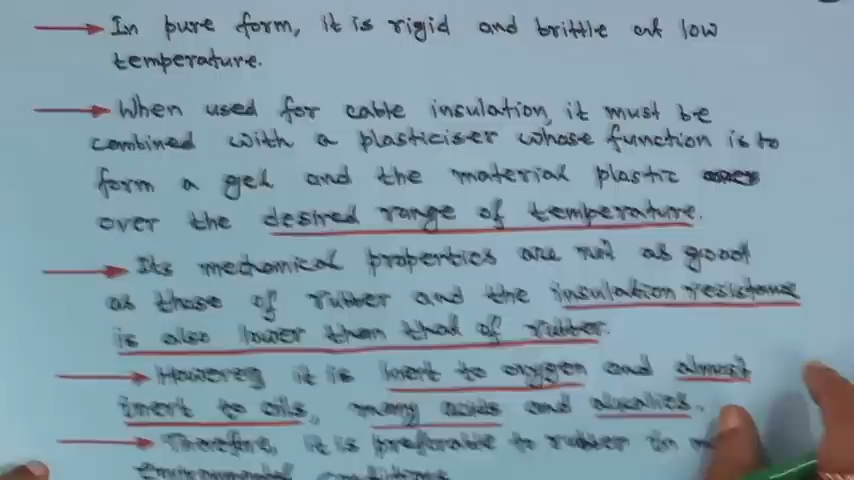 In pure form, it is rigid and brittle at low
temperature.
When used for cable insulation, it must be
combined with a plasticiser whose function is to
form a gel and the material plastic
over the desired range of temperature.
Its mechanical properties are not as good
as those of rubber and the insulation resistance
is also lower than that of rubber.
However, it is inert to oxygen and almost
inert to oils, many acids and alkalies.
Therefore, it is preferable to rubber in
environmental conditions